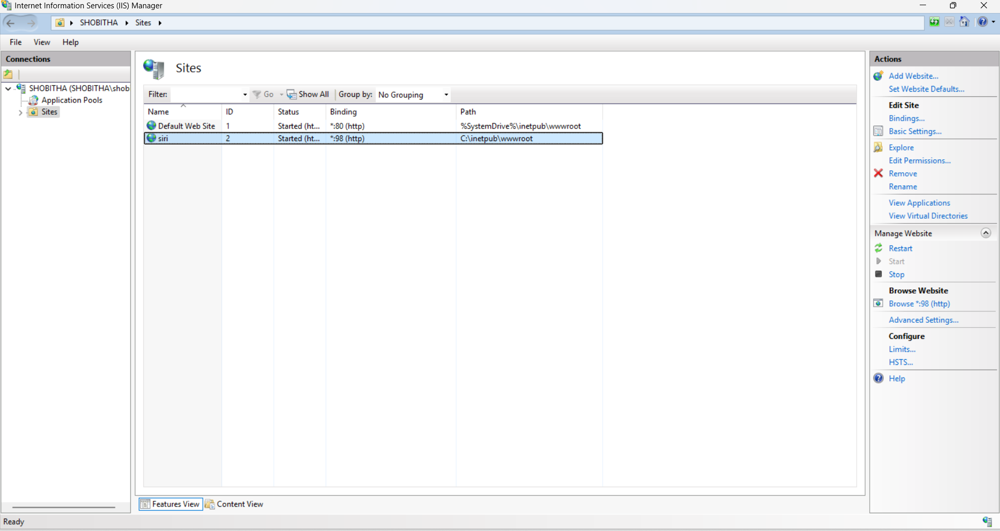 Internet Information Services (IIS) Manager
SHOBITHA Sites
File View Help
Connections
SHOBITHA (SHOBITHA\shob
Application Pools
Sites
Sites
Filter: Go Show All Group by: No Grouping
Name ID Status Binding Path
Default Web Site 1 Started (ht... *:80 (http) %SystemDrive%\inetpub\wwwroot
siri 2 Started (ht... *:98 (http) C:\inetpub\wwwroot
Features View Content View
Actions
Add Website...
Set Website Defaults...
Edit Site
Bindings...
Basic Settings...
Explore
Edit Permissions...
Remove
Rename
View Applications
View Virtual Directories
Manage Website
Restart
Start
Stop
Browse Website
Browse *:98 (http)
Advanced Settings...
Configure
Limits...
HSTS...
Help
Ready